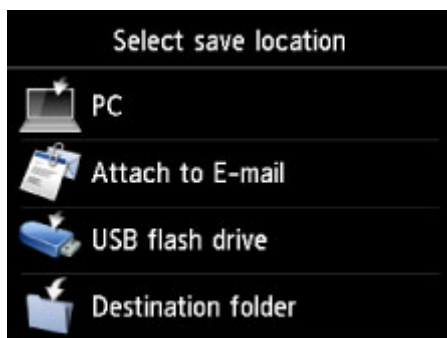 Select save location
PC
Attach to E-mail
USB flash drive
Destination folder